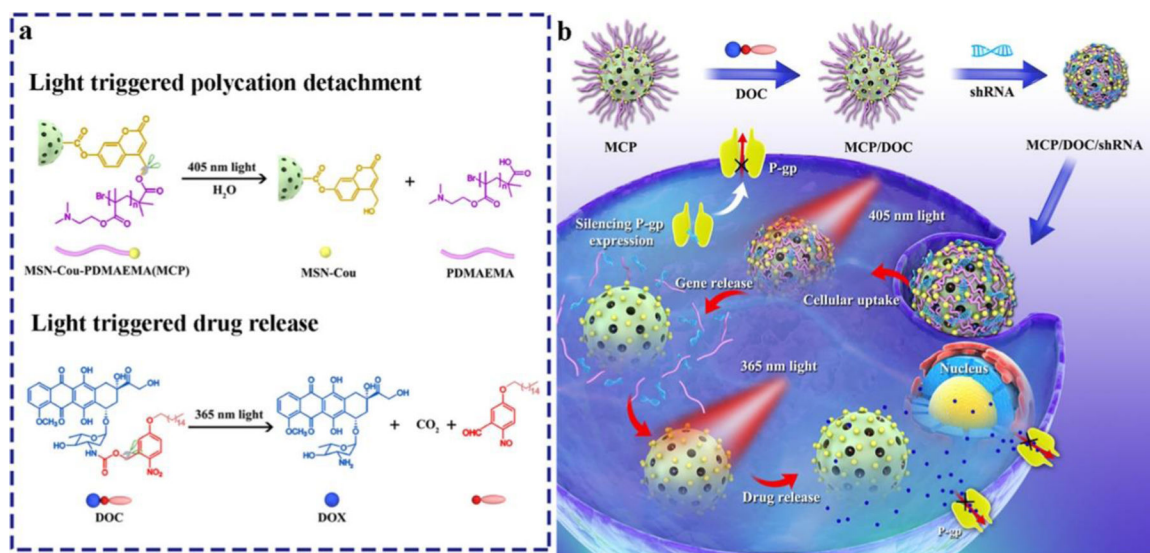 a
Light triggered polycation detachment
405 nm light
H₂O
+
MSN-Cou-PDMAEMA(MCP)
MSN-Cou
PDMAEMA
Light triggered drug release
365 nm light
+ CO₂ +
DOC
DOX
b
DOC
shRNA
MCP
MCP/DOC
MCP/DOC/shRNA
P-gp
405 nm light
Silencing P-gp
expression
Gene release
Cellular uptake
365 nm light
Nucleus
Drug release
P-gp
P-gp